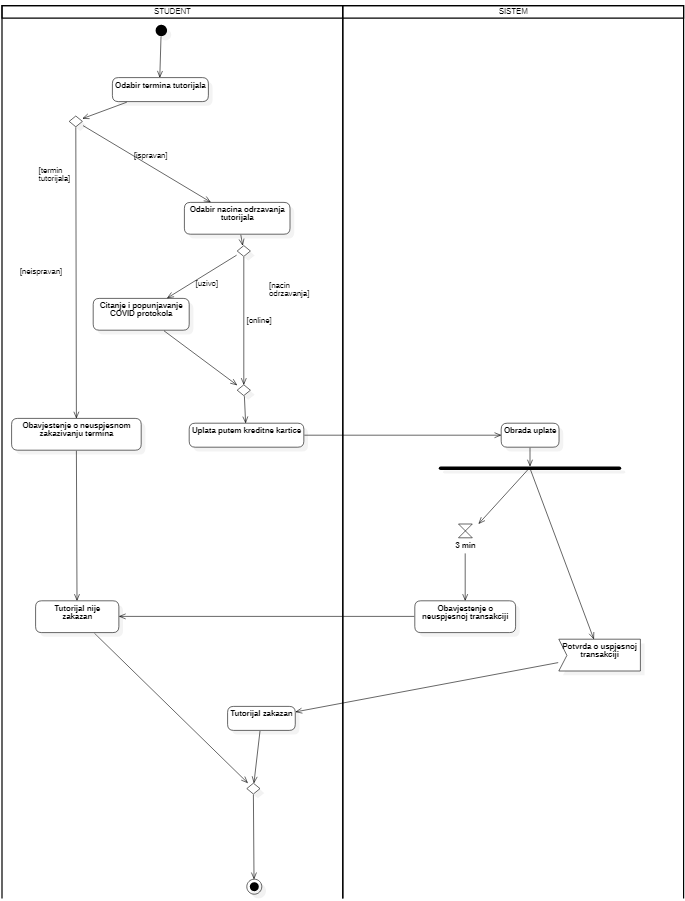 STUDENT
SISTEM
Odabir termina tutorijala
[ispravan]
[termin
tutorijala]
Odabir nacina odrzavanja
tutorijala
[neispravan]
[uzivo]
[nacin
odrzavanja]
Citanje i popunjavanje
COVID protokola
[online]
Obavjestenje o neuspjesnom
zakazivanju termina
Uplata putem kreditne kartice
Obrada uplate
3 min
Tutorijal nije
zakazan
Obavjestenje o
neuspjesnoj transakciji
Potvrda o uspjesnoj
transakciji
Tutorijal zakazan